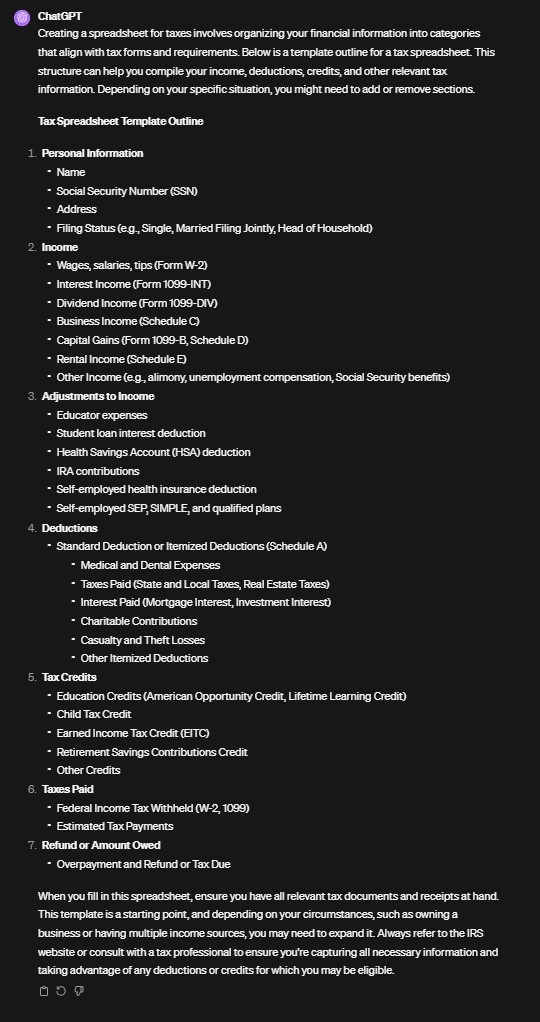 ChatGPT
Creating a spreadsheet for taxes involves organizing your financial information into categories
that align with tax forms and requirements. Below is a template outline for a tax spreadsheet. This
structure can help you compile your income, deductions, credits, and other relevant tax
information. Depending on your specific situation, you might need to add or remove sections.
Tax Spreadsheet Template Outline
1. Personal Information
- Name
- Social Security Number (SSN)
- Address
- Filing Status (e.g., Single, Married Filing Jointly, Head of Household)
2. Income
- Wages, salaries, tips (Form W-2)
- Interest Income (Form 1099-INT)
- Dividend Income (Form 1099-DIV)
- Business Income (Schedule C)
- Capital Gains (Form 1099-B, Schedule D)
- Rental Income (Schedule E)
- Other Income (e.g., alimony, unemployment compensation, Social Security benefits)
3. Adjustments to Income
- Educator expenses
- Student loan interest deduction
- Health Savings Account (HSA) deduction
- IRA contributions
- Self-employed health insurance deduction
- Self-employed SEP, SIMPLE, and qualified plans
4. Deductions
- Standard Deduction or Itemized Deductions (Schedule A)
- Medical and Dental Expenses
- Taxes Paid (State and Local Taxes, Real Estate Taxes)
- Interest Paid (Mortgage Interest, Investment Interest)
- Charitable Contributions
- Casualty and Theft Losses
- Other Itemized Deductions
5. Tax Credits
- Education Credits (American Opportunity Credit, Lifetime Learning Credit)
- Child Tax Credit
- Earned Income Tax Credit (EITC)
- Retirement Savings Contributions Credit
- Other Credits
6. Taxes Paid
- Federal Income Tax Withheld (W-2, 1099)
- Estimated Tax Payments
7. Refund or Amount Owed
- Overpayment and Refund or Tax Due
When you fill in this spreadsheet, ensure you have all relevant tax documents and receipts at hand.
This template is a starting point, and depending on your circumstances, such as owning a
business or having multiple income sources, you may need to expand it. Always refer to the IRS
website or consult with a tax professional to ensure you're capturing all necessary information and
taking advantage of any deductions or credits for which you may be eligible.